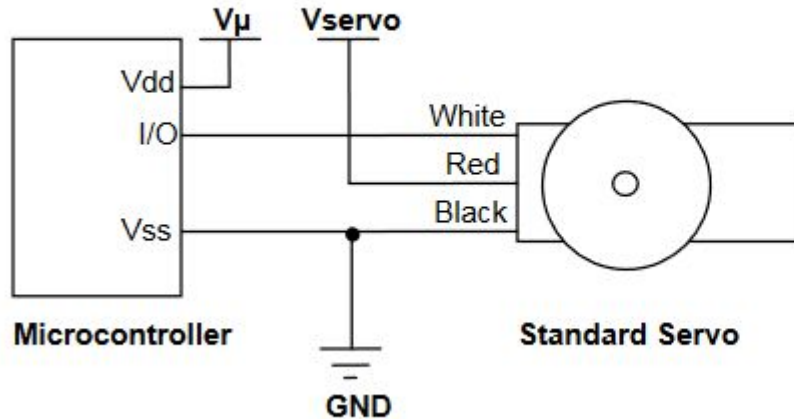 Vµ
Vservo
Vdd
I/O
White
Red
Black
Vss
Microcontroller
Standard Servo
GND